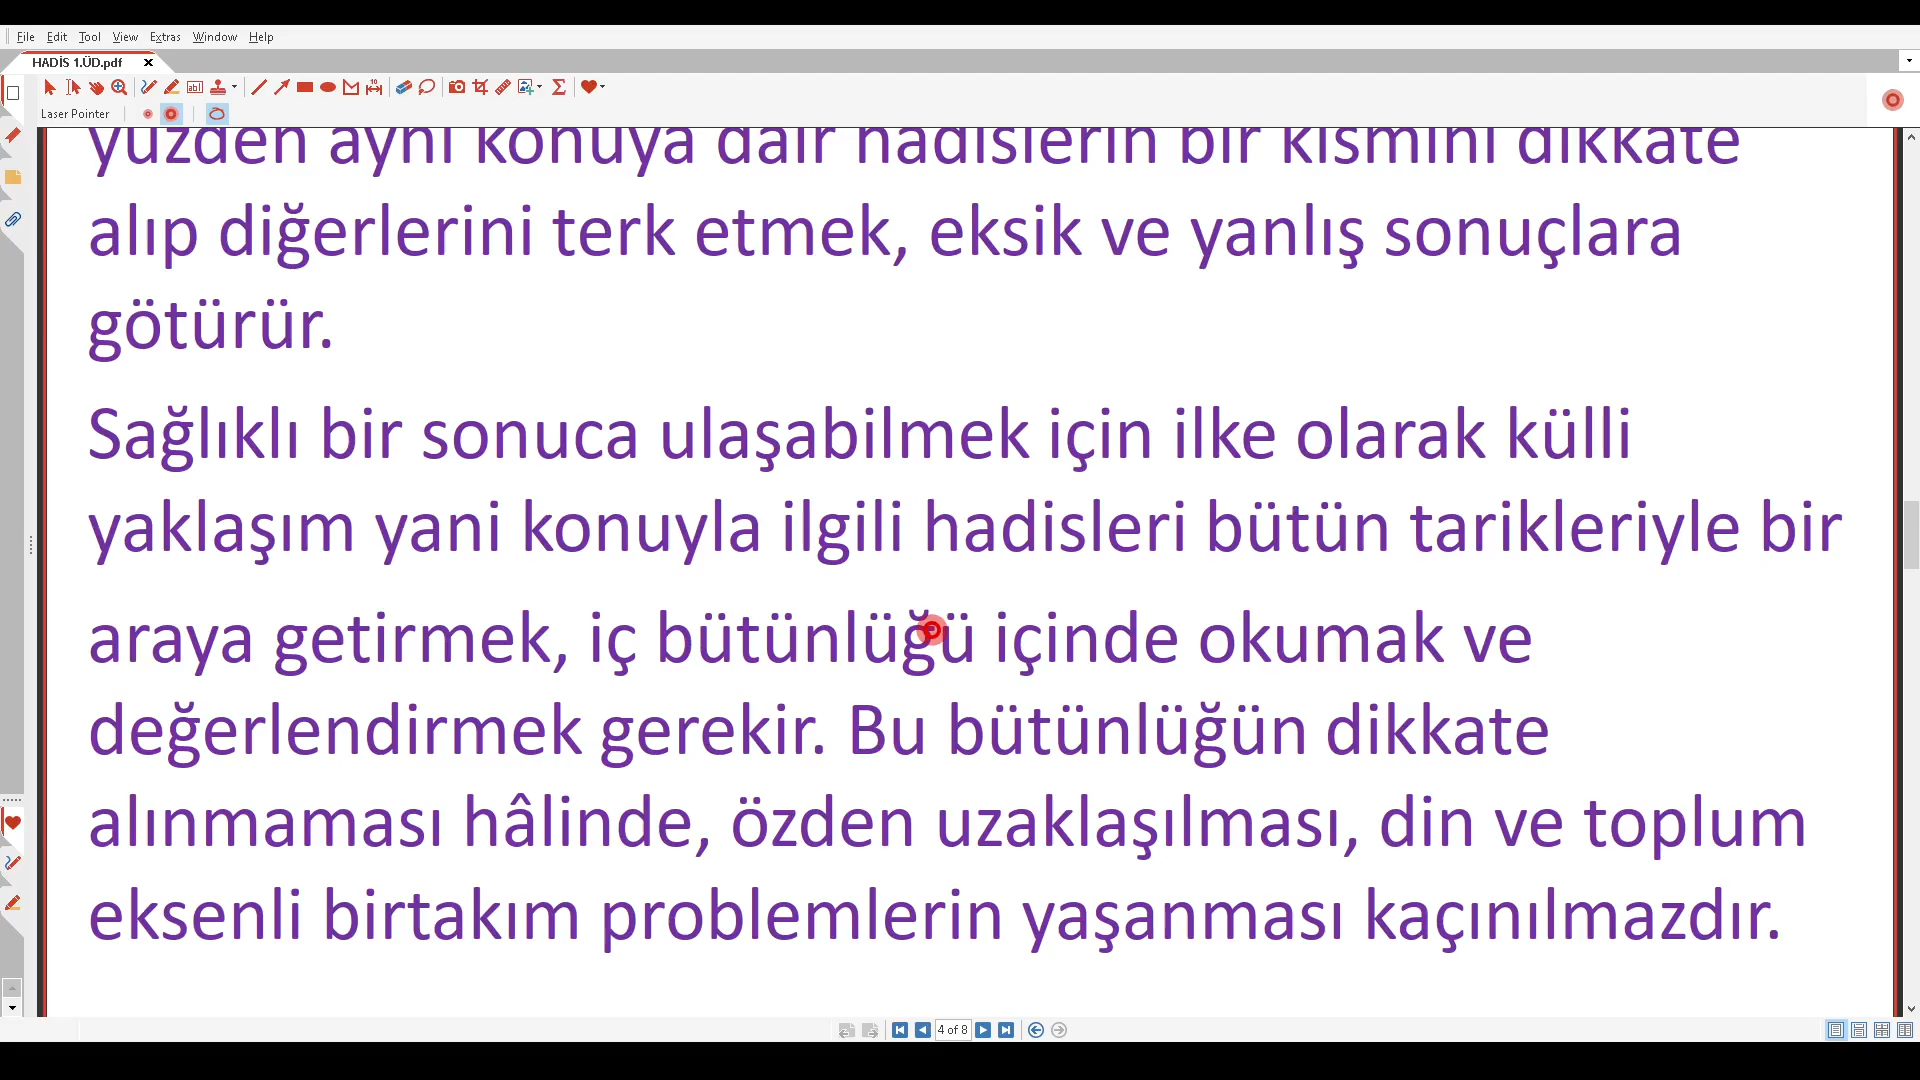 File Edit Tool View Extras Window Help
HADİS 1.ÜD.pdf
Laser Pointer
yüzden aynı konuya dair hadislerin bir kısmını dikkate
alıp diğerlerini terk etmek, eksik ve yanlış sonuçlara
götürür.
Sağlıklı bir sonuca ulaşabilmek için ilke olarak külli
yaklaşım yani konuyla ilgili hadisleri bütün tarikleriyle bir
araya getirmek, iç bütünlüğü içinde okumak ve
değerlendirmek gerekir. Bu bütünlüğün dikkate
alınmaması hâlinde, özden uzaklaşılması, din ve toplum
eksenli birtakım problemlerin yaşanması kaçınılmazdır.
4 of 8